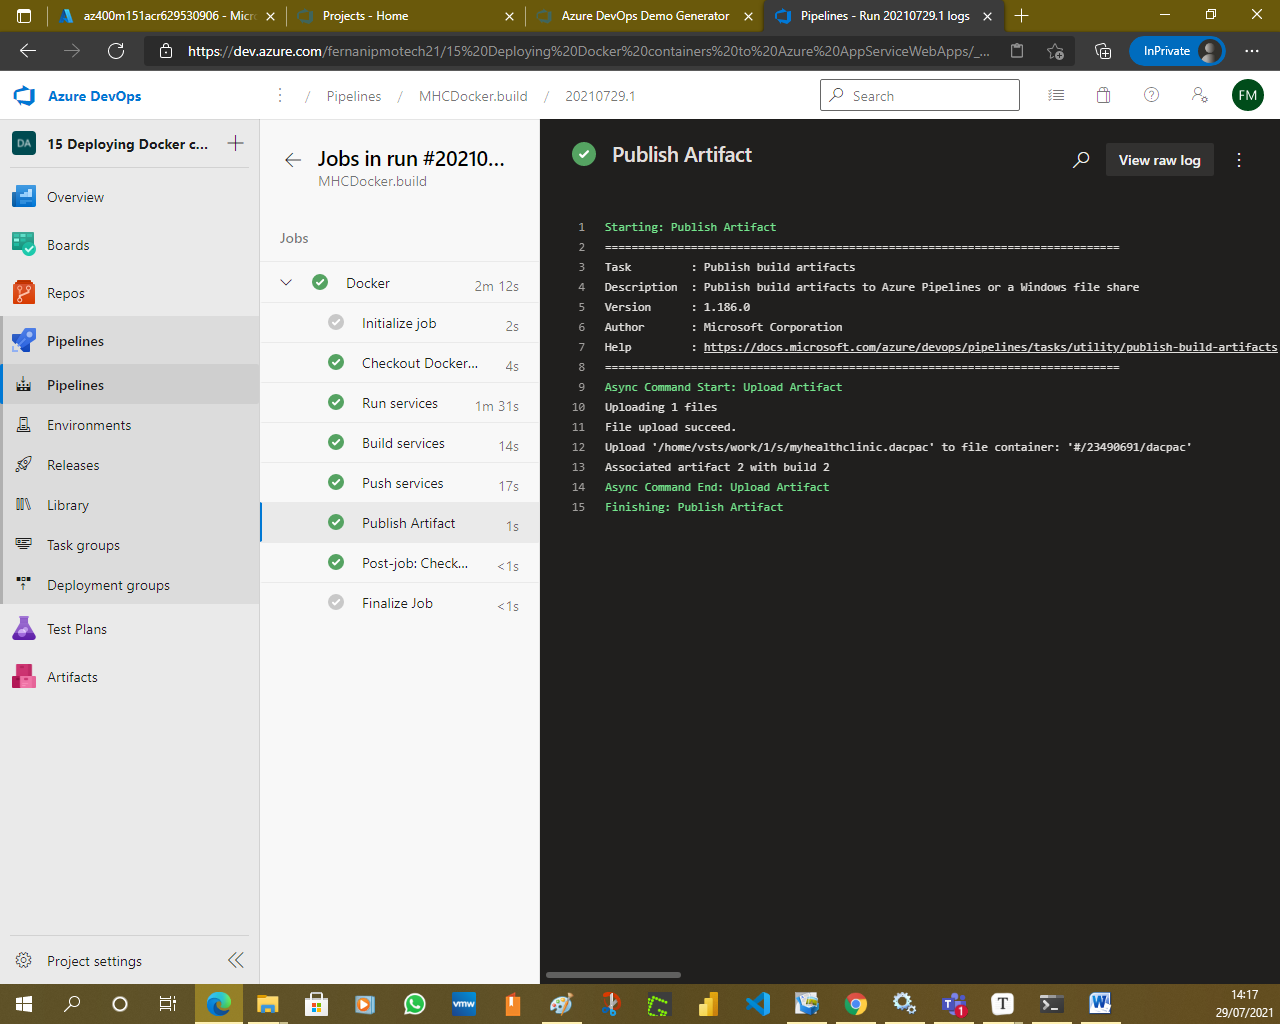 az400m151acr629530906 - Micr
Projects - Home
Azure DevOps Demo Generator
Pipelines - Run 20210729.1 logs
https://dev.azure.com/fernanipmotech21/15%20Deploying%20Docker%20containers%20to%20Azure%20AppServiceWebApps/_...
InPrivate
Azure DevOps
/ Pipelines / MHCDocker.build / 20210729.1
Search
FM
DA
15 Deploying Docker c...
Overview
Boards
Repos
Pipelines
Pipelines
Environments
Releases
Library
Task groups
Deployment groups
Test Plans
Artifacts
Project settings
Jobs in run #20210...
MHCDocker.build
Jobs
Docker 2m 12s
Initialize job 2s
Checkout Docker... 4s
Run services 1m 31s
Build services 14s
Push services 17s
Publish Artifact 1s
Post-job: Check... <1s
Finalize Job <1s
Publish Artifact
View raw log
1 Starting: Publish Artifact
2 ==============================================================================
3 Task : Publish build artifacts
4 Description : Publish build artifacts to Azure Pipelines or a Windows file share
5 Version : 1.186.0
6 Author : Microsoft Corporation
7 Help : https://docs.microsoft.com/azure/devops/pipelines/tasks/utility/publish-build-artifacts
8 ==============================================================================
9 Async Command Start: Upload Artifact
10 Uploading 1 files
11 File upload succeed.
12 Upload '/home/vsts/work/1/s/myhealthclinic.dacpac' to file container: '#/23490691/dacpac'
13 Associated artifact 2 with build 2
14 Async Command End: Upload Artifact
15 Finishing: Publish Artifact
vmw
1
T
W
14:17
29/07/2021